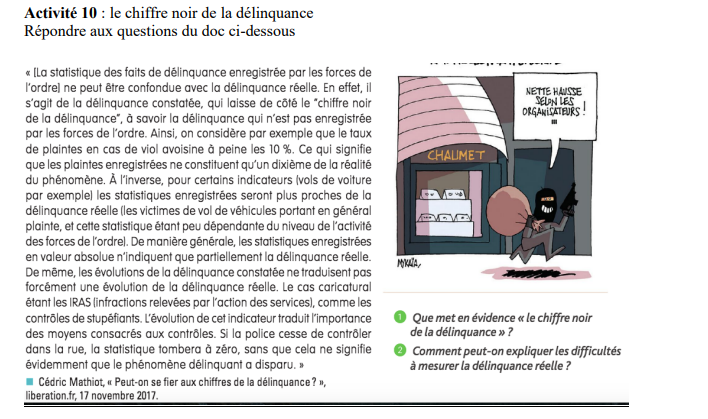 Activité 10 : le chiffre noir de la délinquance
Répondre aux questions du doc ci-dessous
« [La statistique des faits de délinquance enregistrée par les forces de
l'ordre] ne peut être confondue avec la délinquance réelle. En effet, il
s'agit de la délinquance constatée, qui laisse de côté le "chiffre noir
de la délinquance", à savoir la délinquance qui n'est pas enregistrée
par les forces de l'ordre. Ainsi, on considère par exemple que le taux
de plaintes en cas de viol avoisine à peine les 10 %. Ce qui signifie
que les plaintes enregistrées ne constituent qu'un dixième de la réalité
du phénomène. À l'inverse, pour certains indicateurs (vols de voiture
par exemple) les statistiques enregistrées seront plus proches de la
délinquance réelle (les victimes de vol de véhicules portant en général
plainte, et cette statistique étant peu dépendante du niveau de l'activité
des forces de l'ordre). De manière générale, les statistiques enregistrées
en valeur absolue n'indiquent que partiellement la délinquance réelle.
De même, les évolutions de la délinquance constatée ne traduisent pas
forcément une évolution de la délinquance réelle. Le cas caricatural
étant les IRAS (infractions relevées par l'action des services), comme les
contrôles de stupéfiants. L'évolution de cet indicateur traduit l'importance
des moyens consacrés aux contrôles. Si la police cesse de contrôler
dans la rue, la statistique tombera à zéro, sans que cela ne signifie
évidemment que le phénomène délinquant a disparu. »
Cédric Mathiot, « Peut-on se fier aux chiffres de la délinquance ? »,
liberation.fr, 17 novembre 2017.
NETTE HAUSSE
SELON LES
ORGANISATEURS !
CHAUMET
1 Que met en évidence « le chiffre noir
de la délinquance » ?
2 Comment peut-on expliquer les difficultés
à mesurer la délinquance réelle ?